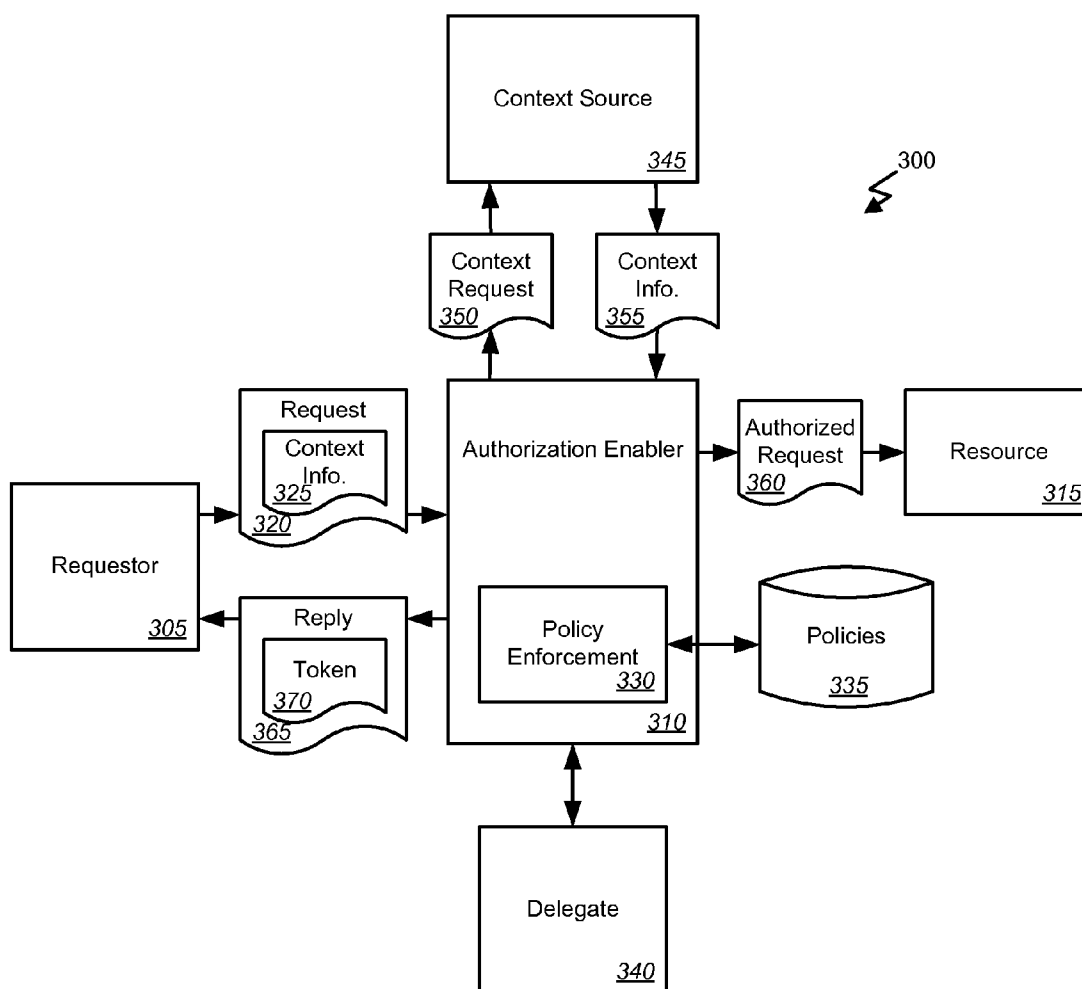 Context Source
345
300
Context
Request
350
Context
Info.
355
Request
Context
Info.
325
320
Authorization Enabler
Authorized
Request
360
Resource
315
Requestor
305
Reply
Token
370
365
Policy
Enforcement
330
310
Policies
335
Delegate
340